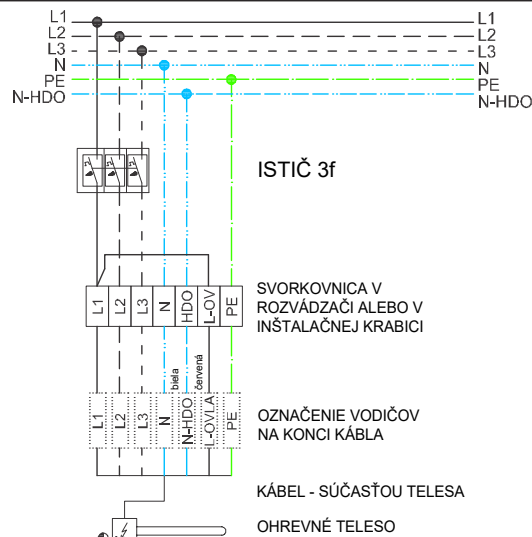 L1 L1
L2 L2
L3 L3
N N
PE PE
N-HDO N-HDO
ISTIČ 3f
L1 L2 L3 N HDO L-OV PE
SVORKOVNICA V
ROZVÁDZAČI ALEBO V
INŠTALAČNEJ KRABICI
biela
červená
L1 L2 L3 N N-HDO L-OVLA PE
OZNAČENIE VODIČOV
NA KONCI KÁBLA
KÁBEL - SÚČASŤOU TELESA
OHREVNÉ TELESO